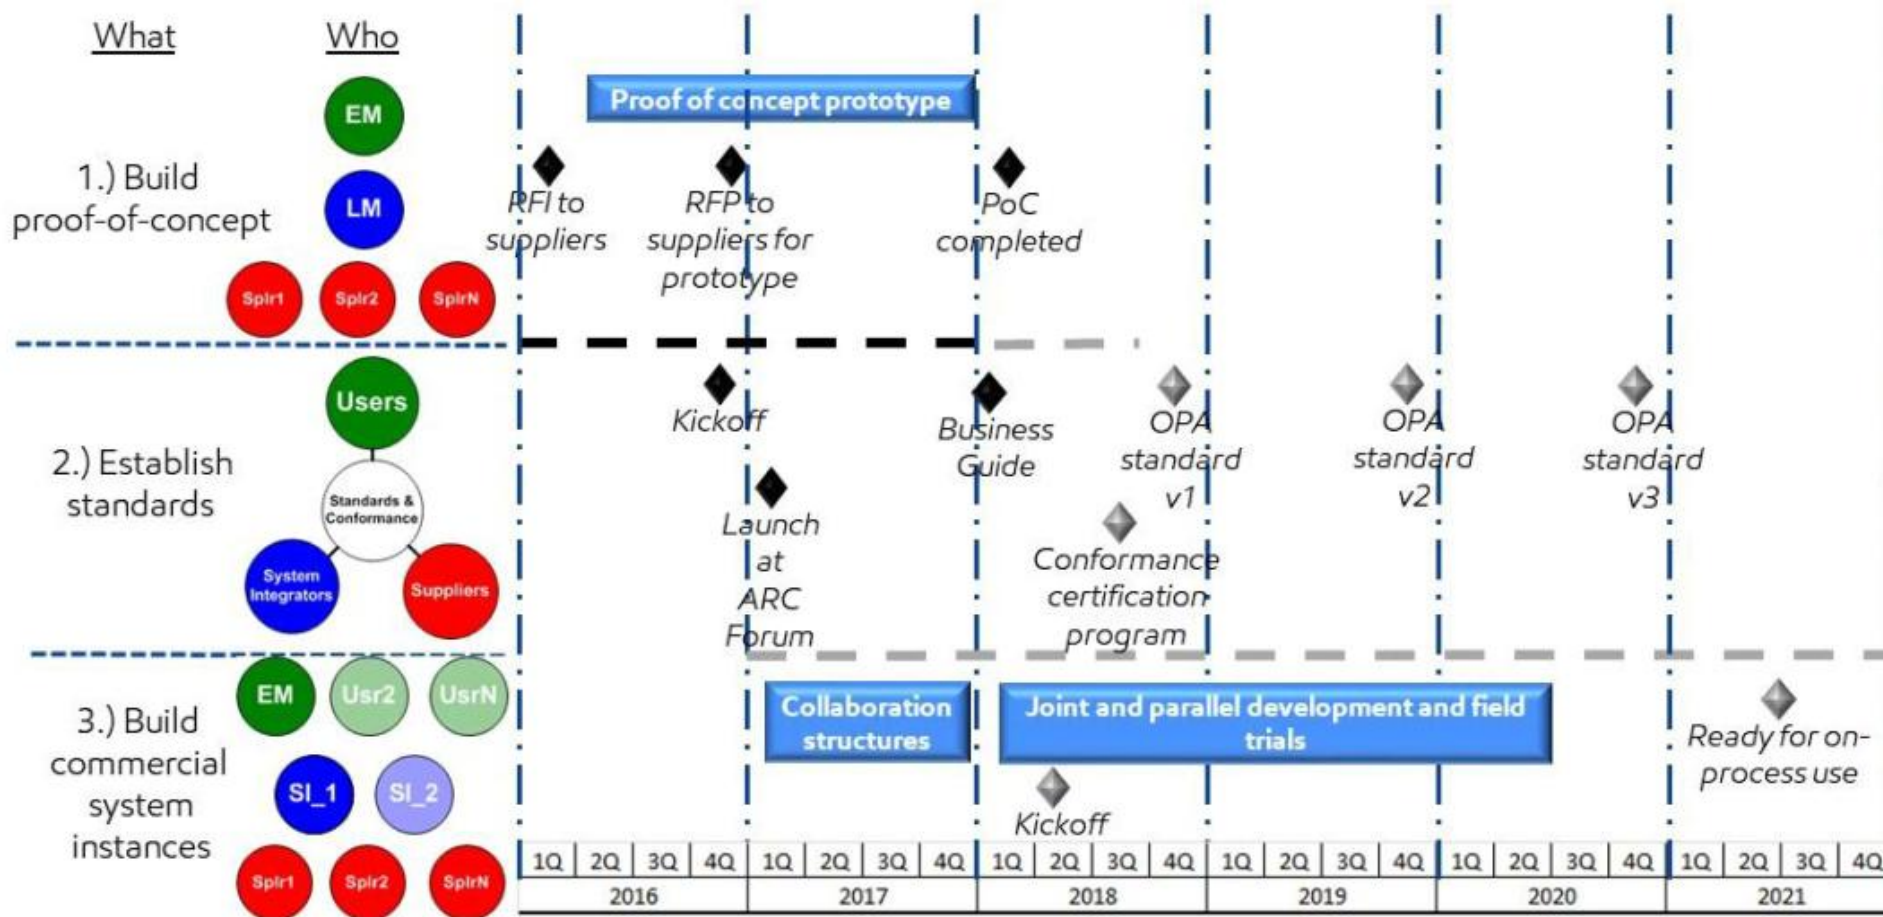 What
Who
1.) Build
proof-of-concept
EM
LM
Splr1
Splr2
SplrN
Proof of concept prototype
RFI to
suppliers
RFP to
suppliers for
prototype
PoC
completed
2.) Establish
standards
Users
Standards &
Conformance
System
Integrators
Suppliers
Kickoff
Launch
at
ARC
Forum
Business
Guide
Conformance
certification
program
OPA
standard
v1
OPA
standard
v2
OPA
standard
v3
3.) Build
commercial
system
instances
EM
Usr2
UsrN
SI_1
SI_2
Splr1
Splr2
SplrN
Collaboration
structures
Joint and parallel development and field
trials
Kickoff
Ready for on-
process use
1Q 2Q 3Q 4Q 1Q 2Q 3Q 4Q 1Q 2Q 3Q 4Q 1Q 2Q 3Q 4Q 1Q 2Q 3Q 4Q 1Q 2Q 3Q 4Q
2016 2017 2018 2019 2020 2021